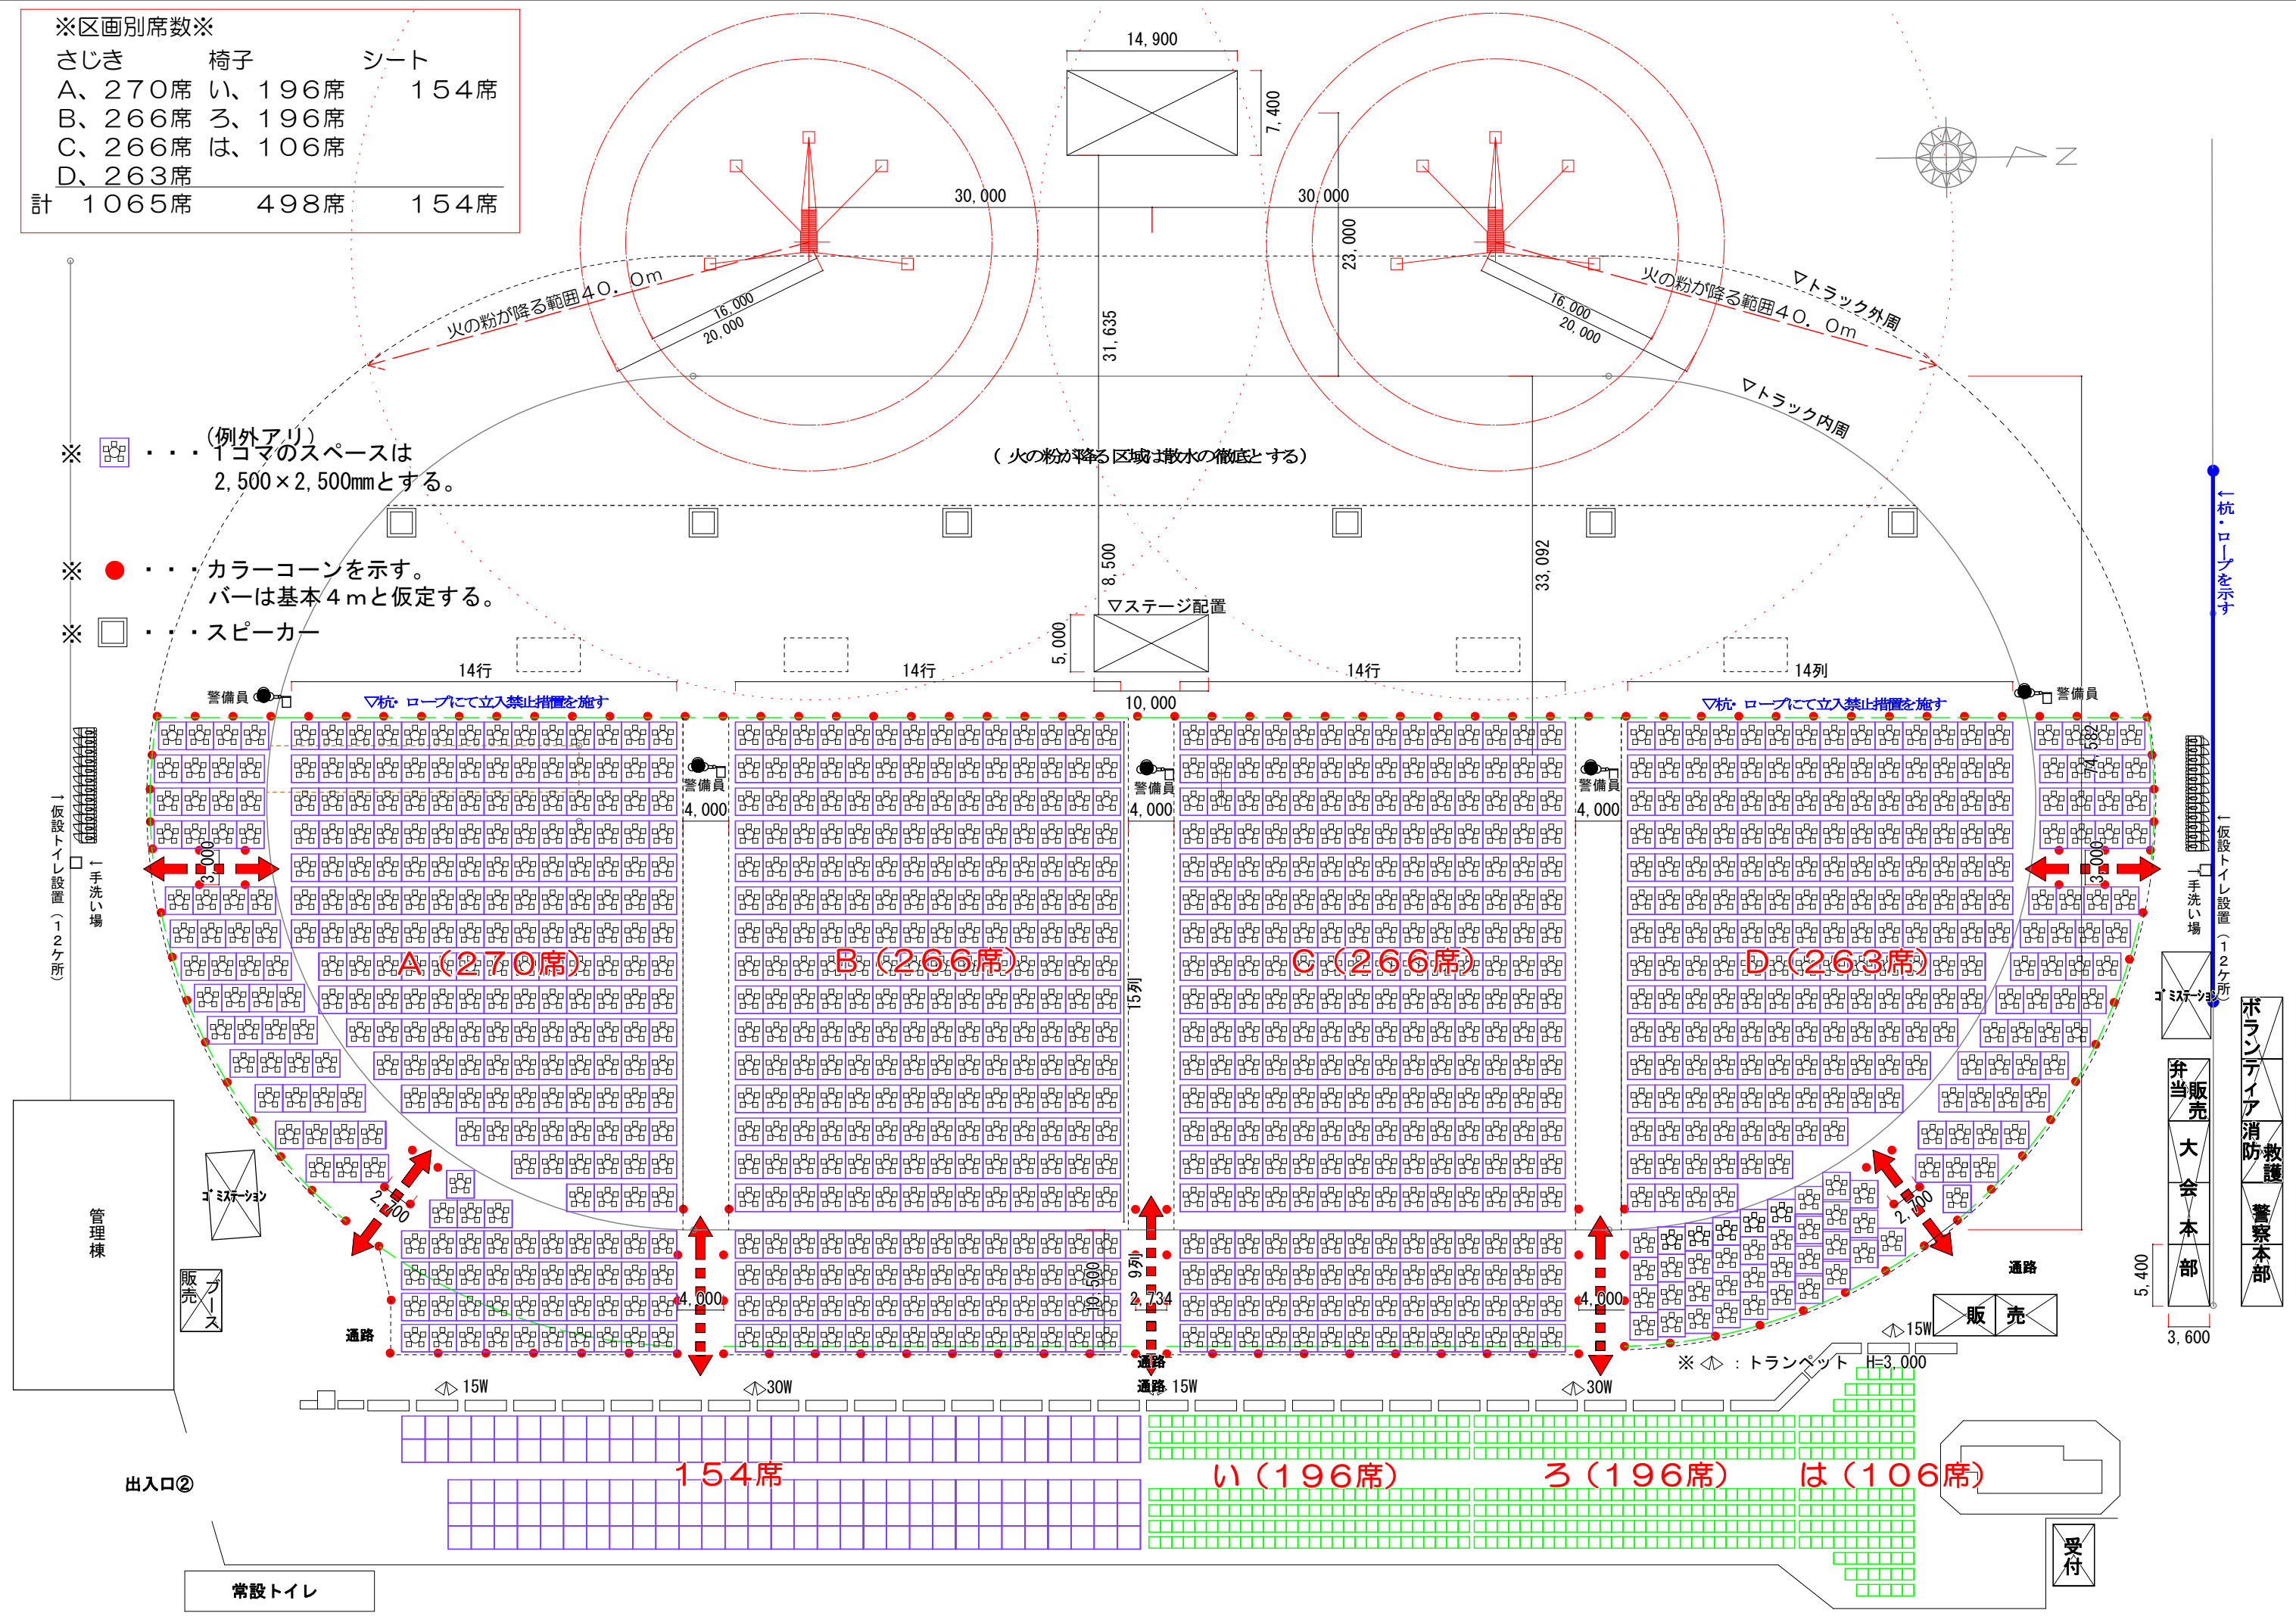 ※区画別席数※
さじき　椅子　シート
A、270席 い、196席 154席
B、266席 ろ、196席
C、266席 は、106席
D、263席
計 1065席 498席 154席
14,900
7,400
30,000
30,000
23,000
N
火の粉が降る範囲40.0m
16,000
20,000
火の粉が降る範囲40.0m
16,000
20,000
▽トラック外周
▽トラック内周
31,635
(火の粉が降る区域は散水の徹底とする)
※ ・・・1コマのスペースは
(例外アリ)
2,500×2,500mmとする。
※ ● ・・・カラーコーンを示す。
バーは基本4mと仮定する。
※ ・・・スピーカー
8,500
33,092
▽ステージ配置
5,000
10,000
←杭・ロープを示す
14行
14行
14行
14列
警備員
▽杭・ロープにて立入禁止措置を施す
▽杭・ロープにて立入禁止措置を施す
警備員
74,582
警備員
4,000
警備員
4,000
警備員
4,000
3,000
3,000
←仮設トイレ設置(12ケ所)
←手洗い場
←仮設トイレ設置(12ケ所)
←手洗い場
A(270席)
B(266席)
C(266席)
D(263席)
15列
ゴミステーション
ボランティア
弁当販売
消防救護
大会本部
警察本部
5,400
3,600
ゴミステーション
管理棟
販売ブース
2,700
2,700
通路
通路
4,000
10,500
9列
2,734
4,000
販売
通路
通路
15W
30W
15W
30W
15W
※ :トランペット H=3,000
154席
い(196席)
ろ(196席)
は(106席)
出入口②
常設トイレ
受付